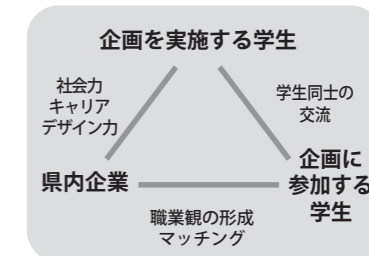 企画を実施する学生
社会力
キャリア
デザイン力
学生同士の
交流
県内企業
企画に
参加する
学生
職業観の形成
マッチング